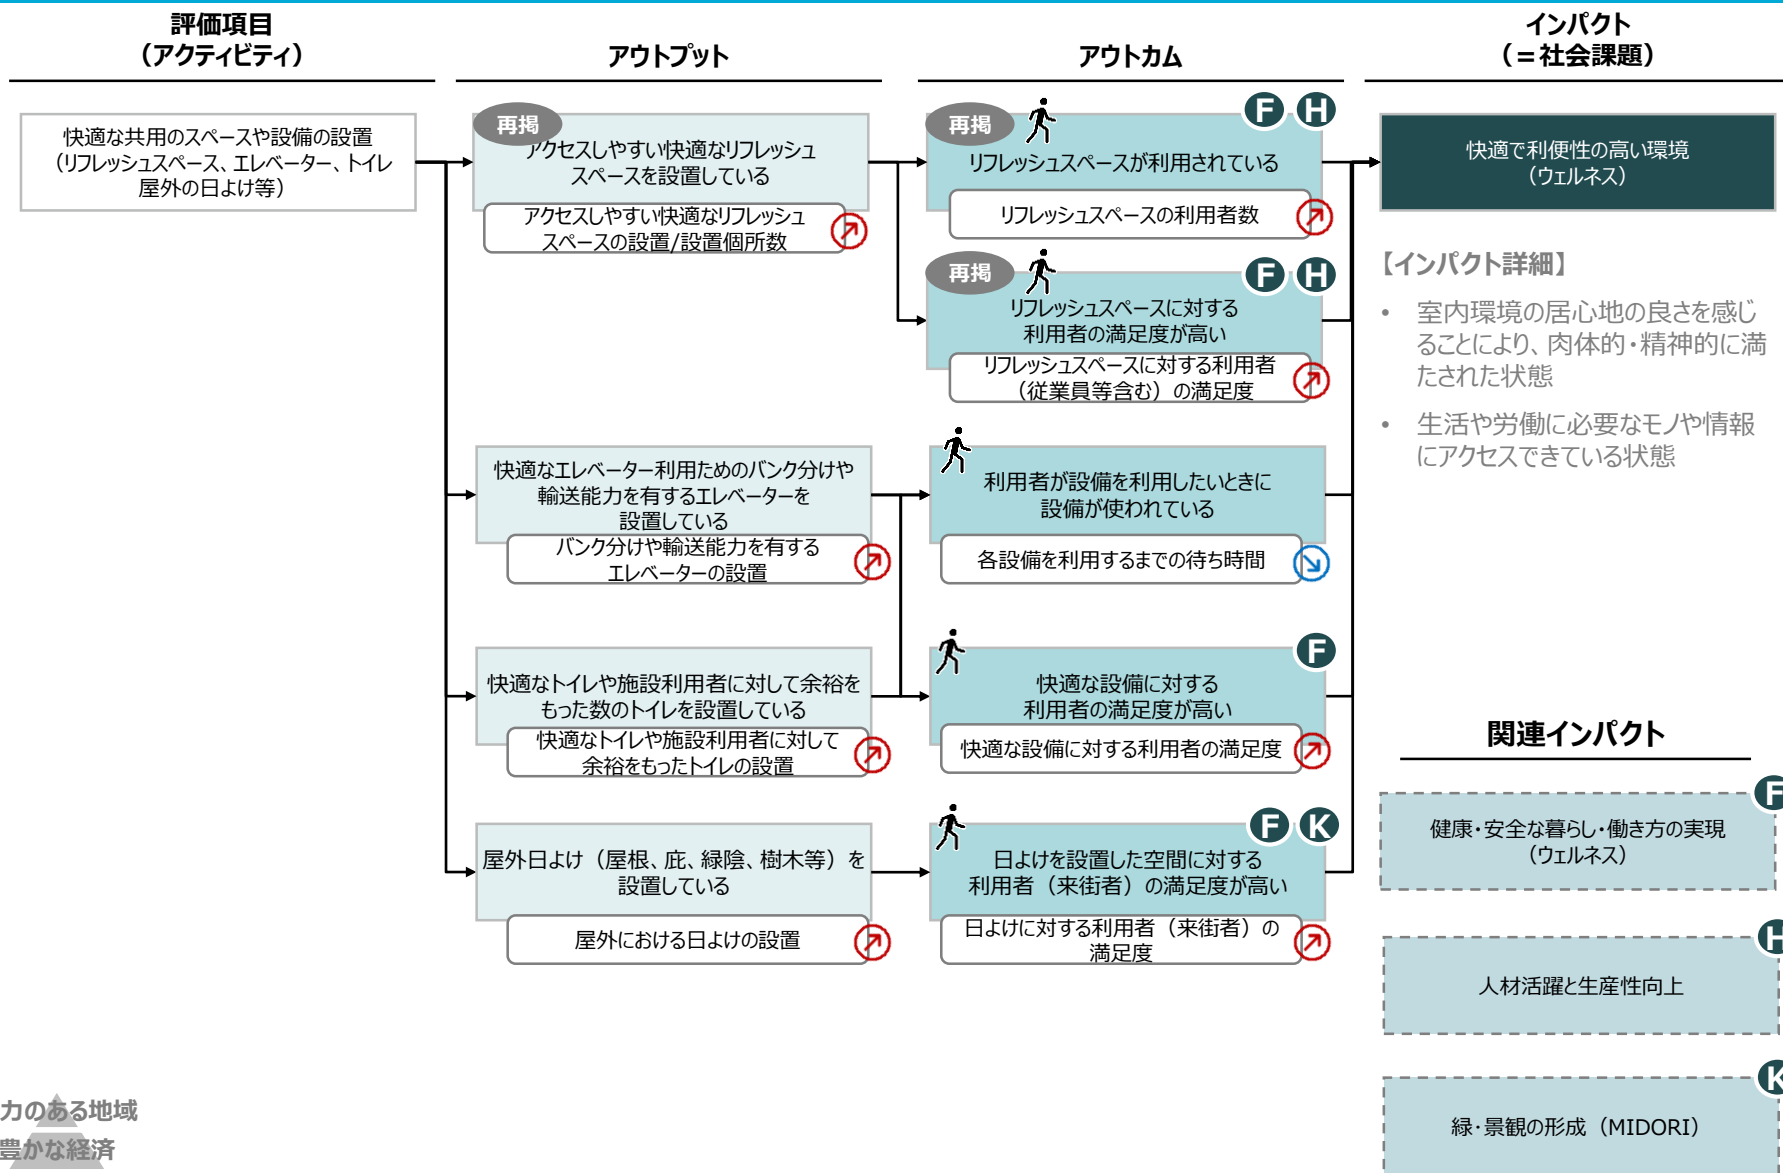 評価項目
（アクティビティ）
アウトプット
アウトカム
インパクト
（＝社会課題）
快適な共用のスペースや設備の設置
（リフレッシュスペース、エレベーター、トイレ
屋外の日よけ等）
再掲
アクセスしやすい快適なリフレッシュ
スペースを設置している
アクセスしやすい快適なリフレッシュ
スペースの設置/設置個所数
快適なエレベーター利用ためのバンク分けや
輸送能力を有するエレベーターを
設置している
バンク分けや輸送能力を有する
エレベーターの設置
快適なトイレや施設利用者に対して余裕を
もった数のトイレを設置している
快適なトイレや施設利用者に対して
余裕をもったトイレの設置
屋外日よけ（屋根、庇、緑陰、樹木等）を
設置している
屋外における日よけの設置
再掲
F H
リフレッシュスペースが利用されている
リフレッシュスペースの利用者数
再掲
F H
リフレッシュスペースに対する
利用者の満足度が高い
リフレッシュスペースに対する利用者
（従業員等含む）の満足度
利用者が設備を利用したいときに
設備が使われている
各設備を利用するまでの待ち時間
F
快適な設備に対する
利用者の満足度が高い
快適な設備に対する利用者の満足度
F K
日よけを設置した空間に対する
利用者（来街者）の満足度が高い
日よけに対する利用者（来街者）の
満足度
快適で利便性の高い環境
（ウェルネス）
【インパクト詳細】
• 室内環境の居心地の良さを感じ
ることにより、肉体的・精神的に満
たされた状態
• 生活や労働に必要なモノや情報
にアクセスできている状態
関連インパクト
F
健康・安全な暮らし・働き方の実現
（ウェルネス）
H
人材活躍と生産性向上
K
緑・景観の形成（MIDORI）
力のある地域
豊かな経済